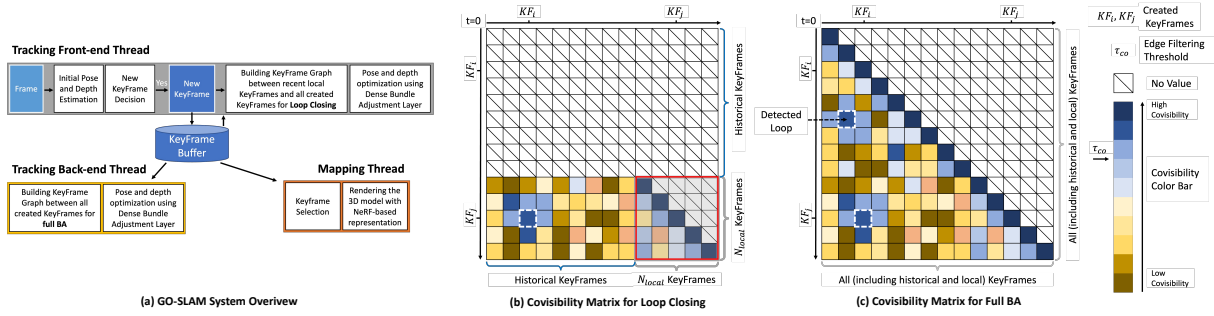 Tracking Front-end Thread
Frame
Initial Pose
and Depth
Estimation
New
KeyFrame
Decision
Yes
New
KeyFrame
Building KeyFrame Graph
between recent local
KeyFrames and all created
KeyFrames for Loop Closing
Pose and depth
optimization using
Dense Bundle
Adjustment Layer
KeyFrame
Buffer
Tracking Back-end Thread
Building KeyFrame
Graph between all
created KeyFrames for
full BA
Pose and depth
optimization using
Dense Bundle
Adjustment Layer
Mapping Thread
Keyframe
Selection
Rendering the
3D model with
NeRF-based
representation
(a) GO-SLAM System Overivew
t=0
KF_i
KF_j
KF_i
KF_j
Historical KeyFrames
N_local KeyFrames
Historical KeyFrames
N_local KeyFrames
(b) Covisibility Matrix for Loop Closing
t=0
KF_i
KF_j
KF_i
KF_j
Detected
Loop
All (including historical and local) KeyFrames
All (including historical and local) KeyFrames
(c) Covisibility Matrix for Full BA
KF_i, KF_j
Created
KeyFrames
τ_co
Edge Filtering
Threshold
No Value
High
Covisibility
τ_co
Covisibility
Color Bar
Low
Covisibility